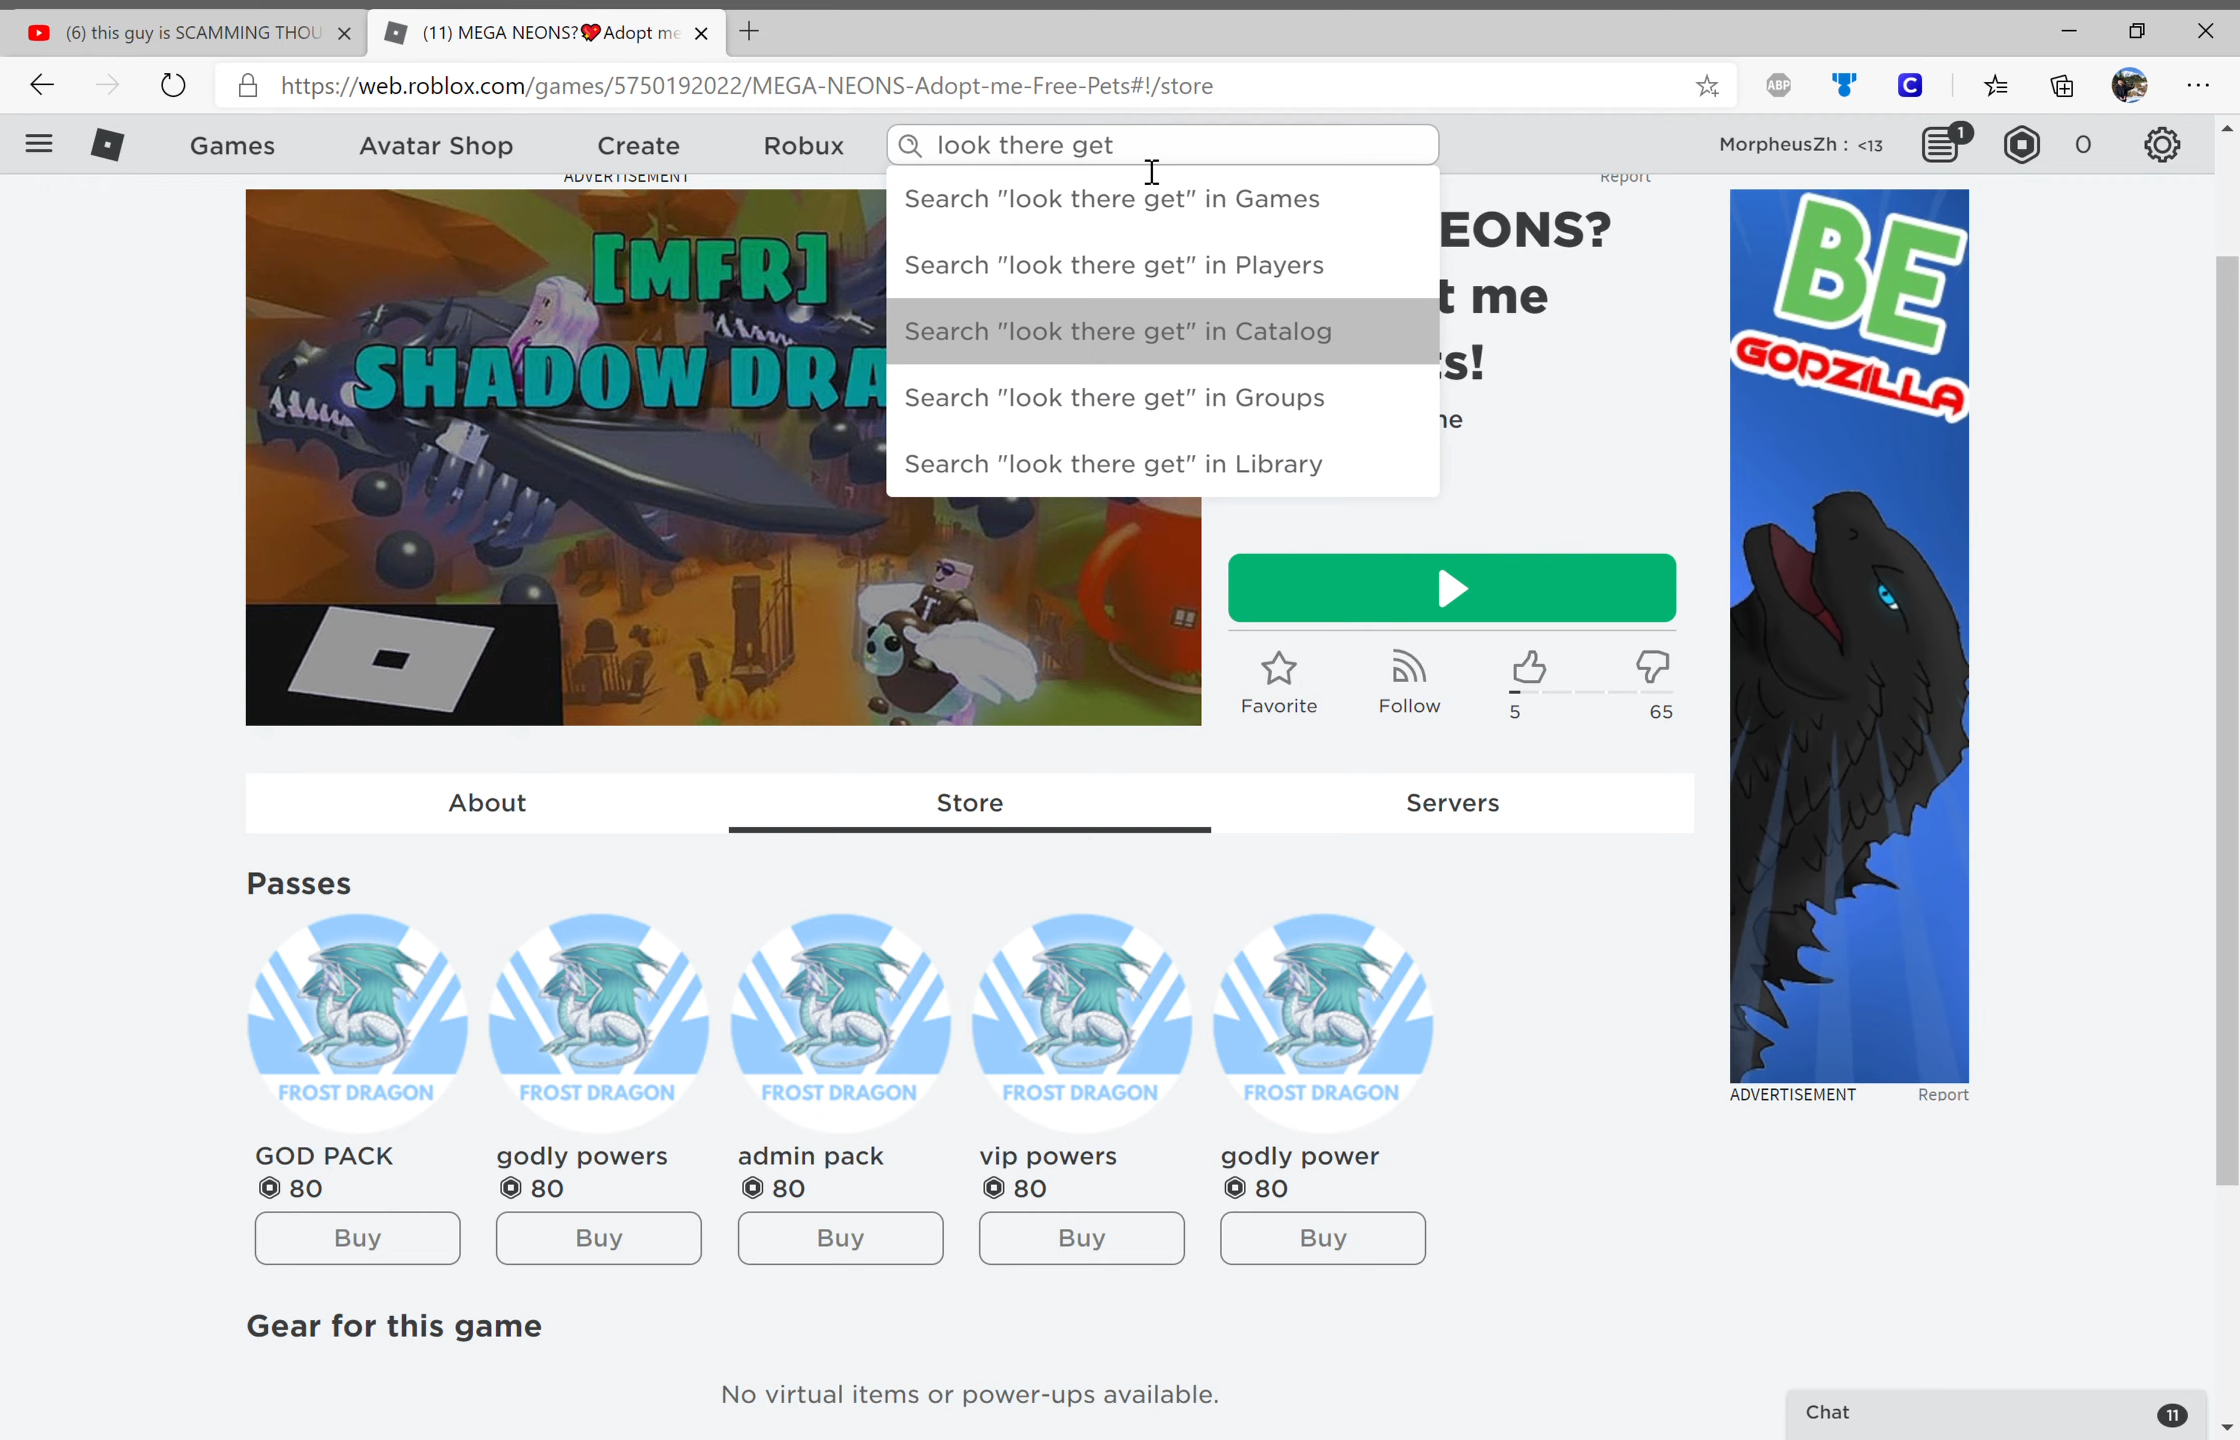 (6) this guy is SCAMMING THOU
(11) MEGA NEONS?💖Adopt me
https://web.roblox.com/games/5750192022/MEGA-NEONS-Adopt-me-Free-Pets#!/store
ABP
C
Games
Avatar Shop
Create
Robux
look there get
MorpheusZh : <13
1
0
ADVERTISEMENT
Report
Search "look there get" in Games
Search "look there get" in Players
Search "look there get" in Catalog
Search "look there get" in Groups
Search "look there get" in Library
[MFR]
SHADOW DRA
T
EONS?
t me
s!
ne
BE
GODZILLA
Favorite
Follow
5
65
About
Store
Servers
Passes
FROST DRAGON
FROST DRAGON
FROST DRAGON
FROST DRAGON
FROST DRAGON
GOD PACK
godly powers
admin pack
vip powers
godly power
80
80
80
80
80
Buy
Buy
Buy
Buy
Buy
ADVERTISEMENT
Report
Gear for this game
No virtual items or power-ups available.
Chat
11